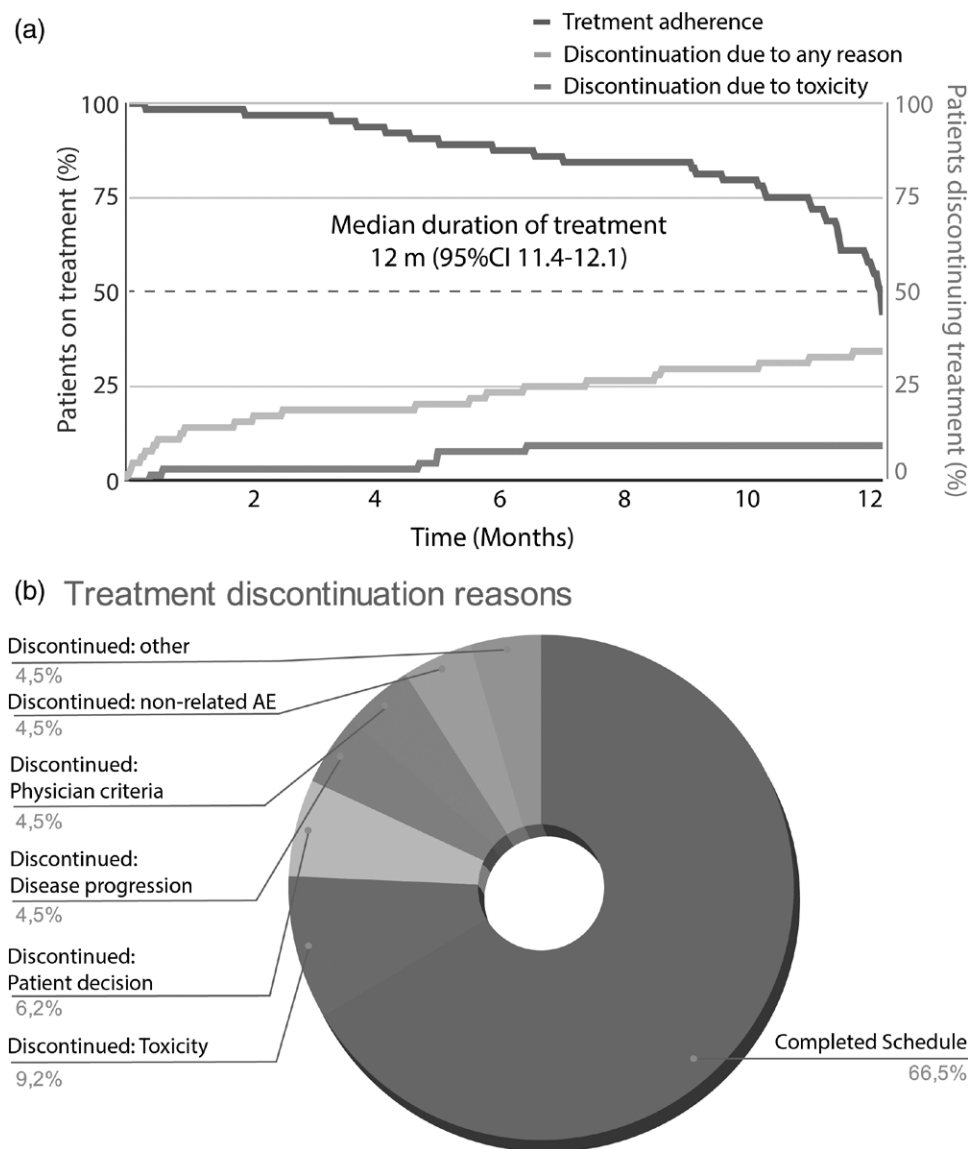 (a)
Tretment adherence
Discontinuation due to any reason
Discontinuation due to toxicity
Patients on treatment (%)
100
75
50
25
0
Median duration of treatment
12 m (95%CI 11.4-12.1)
100
75
50
25
0
Patients discontinuing treatment (%)
2 4 6 8 10 12
Time (Months)
(b) Treatment discontinuation reasons
Discontinued: other
4,5%
Discontinued: non-related AE
4,5%
Discontinued:
Physician criteria
4,5%
Discontinued:
Disease progression
4,5%
Discontinued:
Patient decision
6,2%
Discontinued: Toxicity
9,2%
Completed Schedule
66,5%